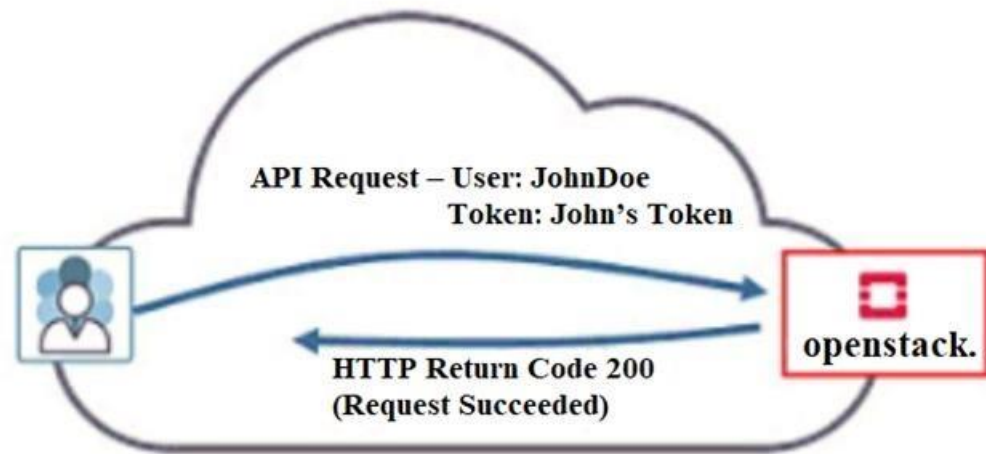 API Request – User: JohnDoe
Token: John’s Token
openstack.
HTTP Return Code 200
(Request Succeeded)